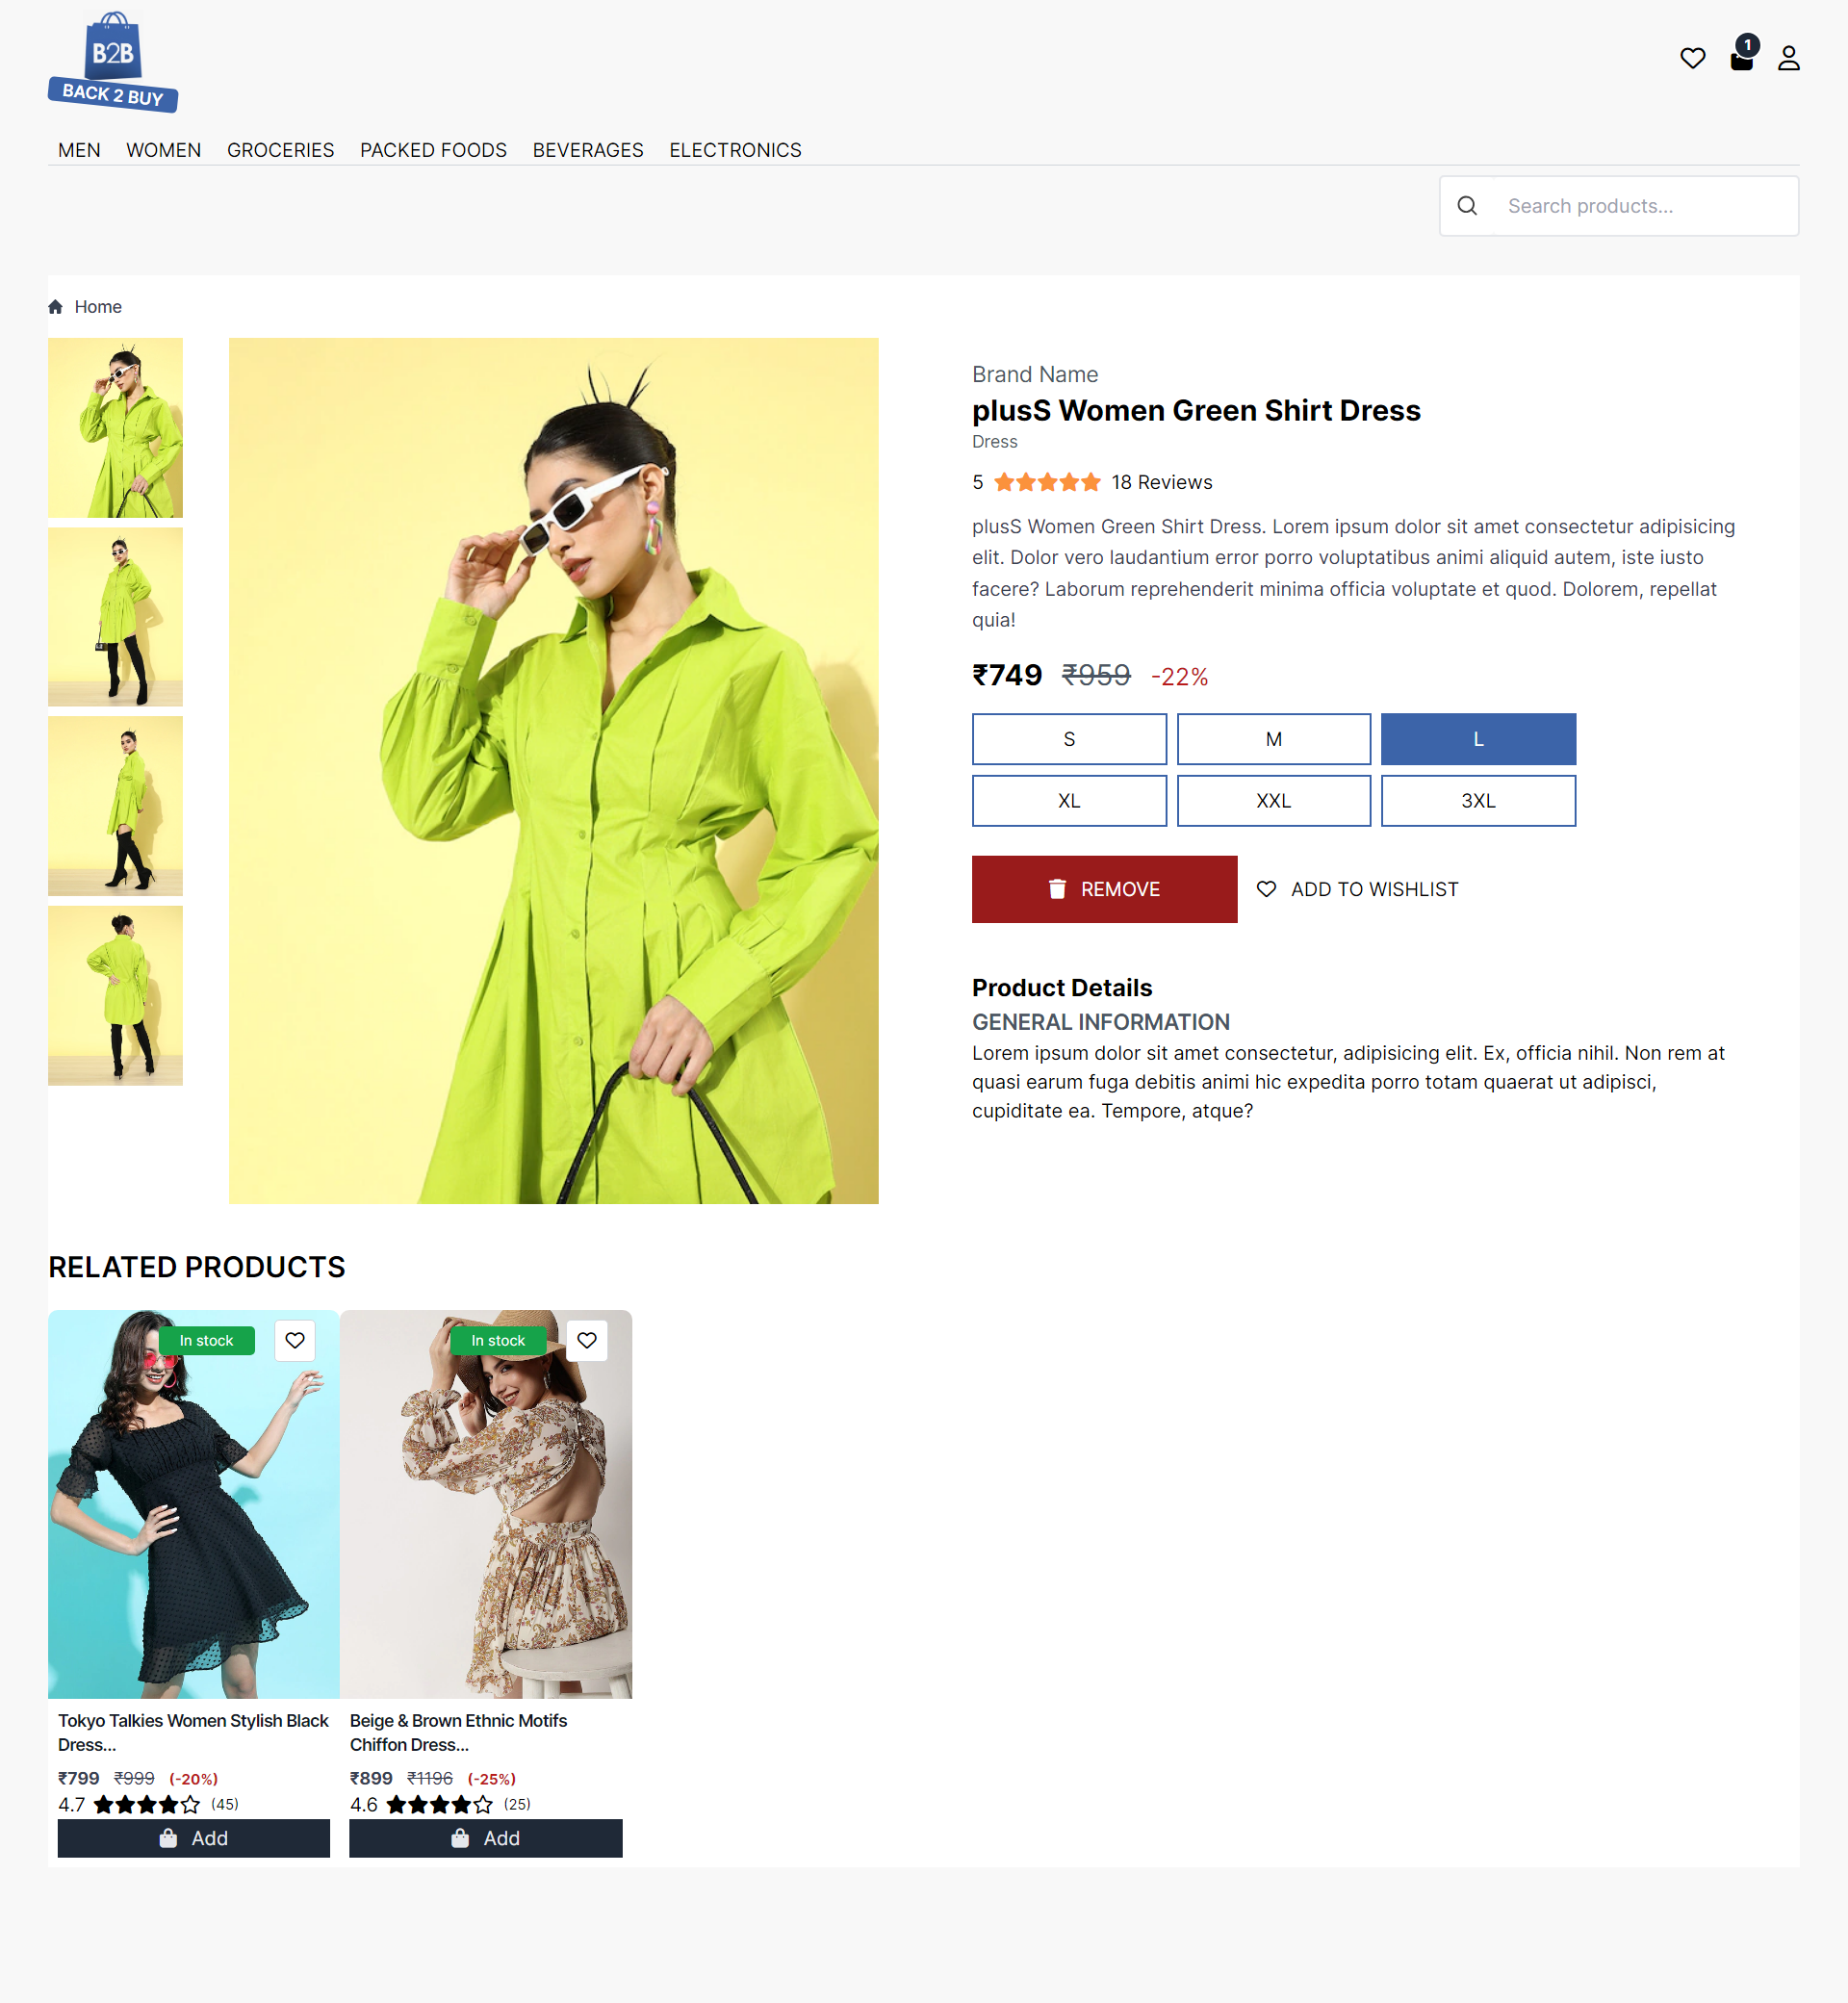 B2B
BACK 2 BUY
1
MEN WOMEN GROCERIES PACKED FOODS BEVERAGES ELECTRONICS
Search products...
Home
Brand Name
plusS Women Green Shirt Dress
Dress
5 18 Reviews
plusS Women Green Shirt Dress. Lorem ipsum dolor sit amet consectetur adipisicing
elit. Dolor vero laudantium error porro voluptatibus animi aliquid autem, iste iusto
facere? Laborum reprehenderit minima officia voluptate et quod. Dolorem, repellat
quia!
₹749 ₹959 -22%
S M L
XL XXL 3XL
REMOVE ADD TO WISHLIST
Product Details
GENERAL INFORMATION
Lorem ipsum dolor sit amet consectetur, adipisicing elit. Ex, officia nihil. Non rem at
quasi earum fuga debitis animi hic expedita porro totam quaerat ut adipisci,
cupiditate ea. Tempore, atque?
RELATED PRODUCTS
In stock
Tokyo Talkies Women Stylish Black
Dress...
₹799 ₹999 (-20%)
4.7 (45)
Add
In stock
Beige & Brown Ethnic Motifs
Chiffon Dress...
₹899 ₹1196 (-25%)
4.6 (25)
Add